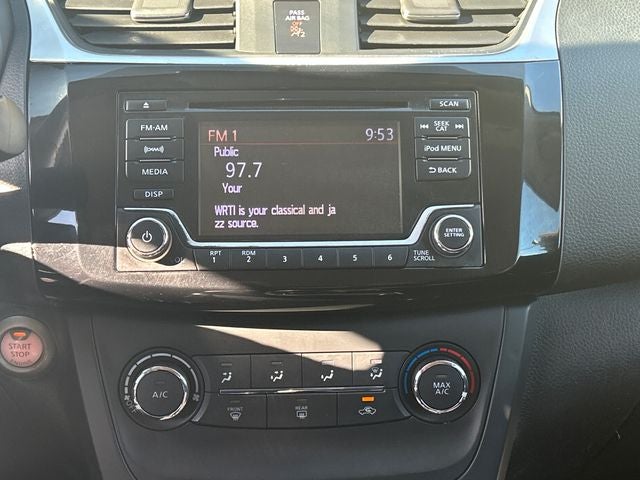 PASS
AIR BAG
OFF
2
SCAN
FM·AM
SEEK
CAT
iPod MENU
MEDIA
BACK
DISP
FM 1
9:53
Public
97.7
Your
WRTI is your classical and ja
zz source.
ENTER
SETTING
RPT
1
RDM
2
3
4
5
6
TUNE
SCROLL
START
STOP
ENGINE
A/C
MAX
A/C
FRONT
REAR